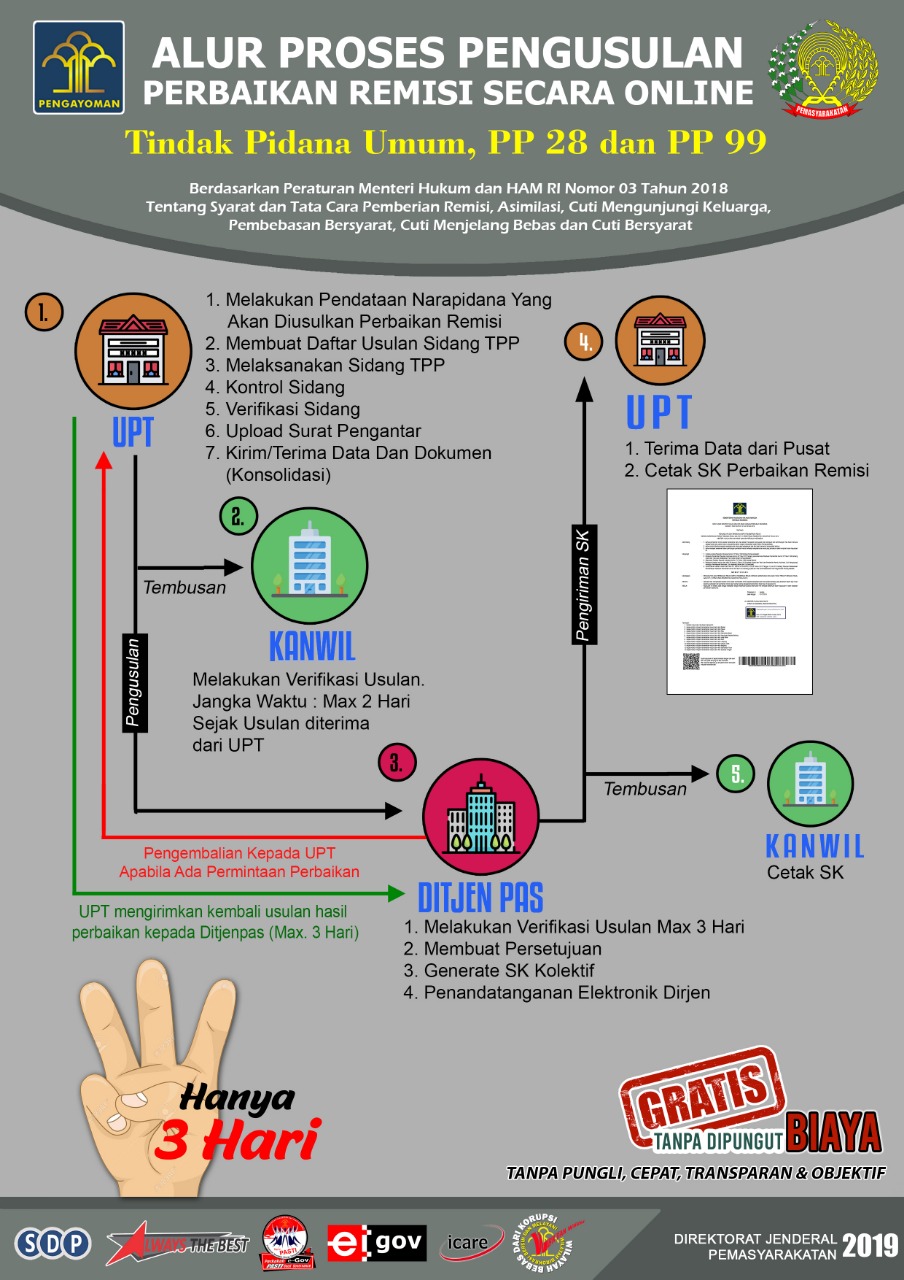 PENGAYOMAN
ALUR PROSES PENGUSULAN
PERBAIKAN REMISI SECARA ONLINE
PEMASYARAKATAN
Tindak Pidana Umum, PP 28 dan PP 99
Berdasarkan Peraturan Menteri Hukum dan HAM RI Nomor 03 Tahun 2018
Tentang Syarat dan Tata Cara Pemberian Remisi, Asimilasi, Cuti Mengunjungi Keluarga,
Pembebasan Bersyarat, Cuti Menjelang Bebas dan Cuti Bersyarat
1.
UPT
1. Melakukan Pendataan Narapidana Yang
Akan Diusulkan Perbaikan Remisi
2. Membuat Daftar Usulan Sidang TPP
3. Melaksanakan Sidang TPP
4. Kontrol Sidang
5. Verifikasi Sidang
6. Upload Surat Pengantar
7. Kirim/Terima Data Dan Dokumen
(Konsolidasi)
4.
UPT
1. Terima Data dari Pusat
2. Cetak SK Perbaikan Remisi
2.
Tembusan
KANWIL
Melakukan Verifikasi Usulan.
Jangka Waktu : Max 2 Hari
Sejak Usulan diterima
dari UPT
Pengusulan
Pengiriman SK
3.
Tembusan
5.
KANWIL
Cetak SK
Pengembalian Kepada UPT
Apabila Ada Permintaan Perbaikan
DITJEN PAS
UPT mengirimkan kembali usulan hasil
perbaikan kepada Ditjenpas (Max. 3 Hari)
1. Melakukan Verifikasi Usulan Max 3 Hari
2. Membuat Persetujuan
3. Generate SK Kolektif
4. Penandatanganan Elektronik Dirjen
Hanya
3 Hari
GRATIS
TANPA DIPUNGUT BIAYA
TANPA PUNGLI, CEPAT, TRANSPARAN & OBJEKTIF
SDP
ALWAYS THE BEST
PASTI
e gov
icare
WILAYAH BEBAS DARI KORUPSI
DIREKTORAT JENDERAL
PEMASYARAKATAN 2019